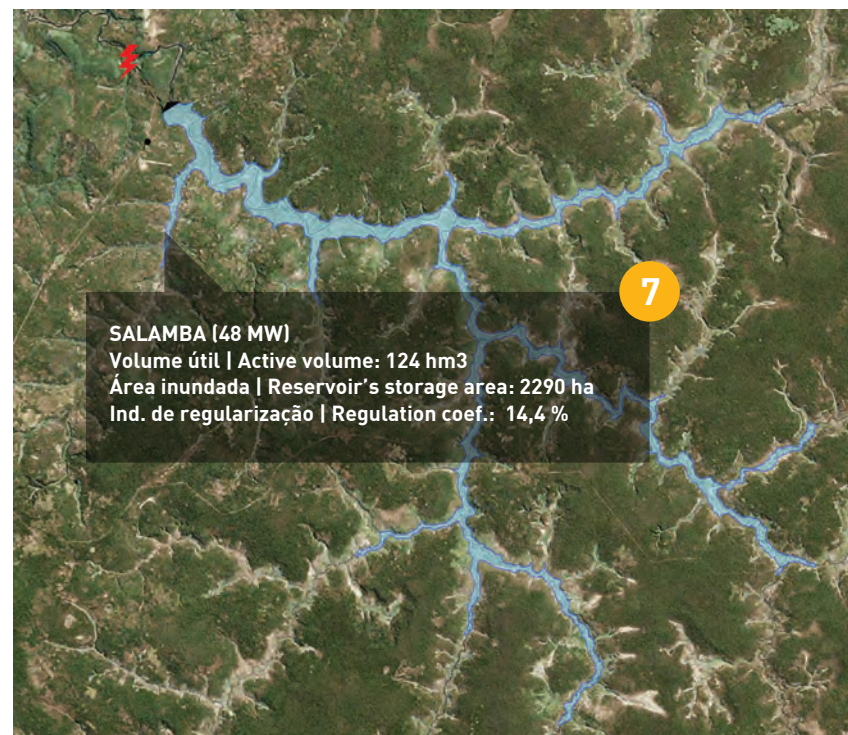 7
SALAMBA (48 MW)
Volume útil | Active volume: 124 hm3
Área inundada | Reservoir's storage area: 2290 ha
Ind. de regularização | Regulation coef.: 14,4 %